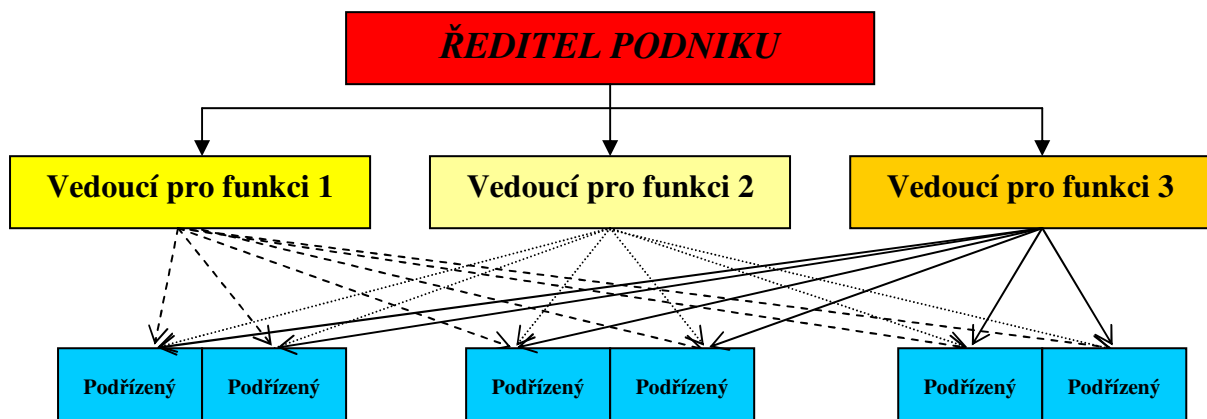 ŘEDITEL PODNIKU
Vedoucí pro funkci 1
Vedoucí pro funkci 2
Vedoucí pro funkci 3
Podřízený
Podřízený
Podřízený
Podřízený
Podřízený
Podřízený